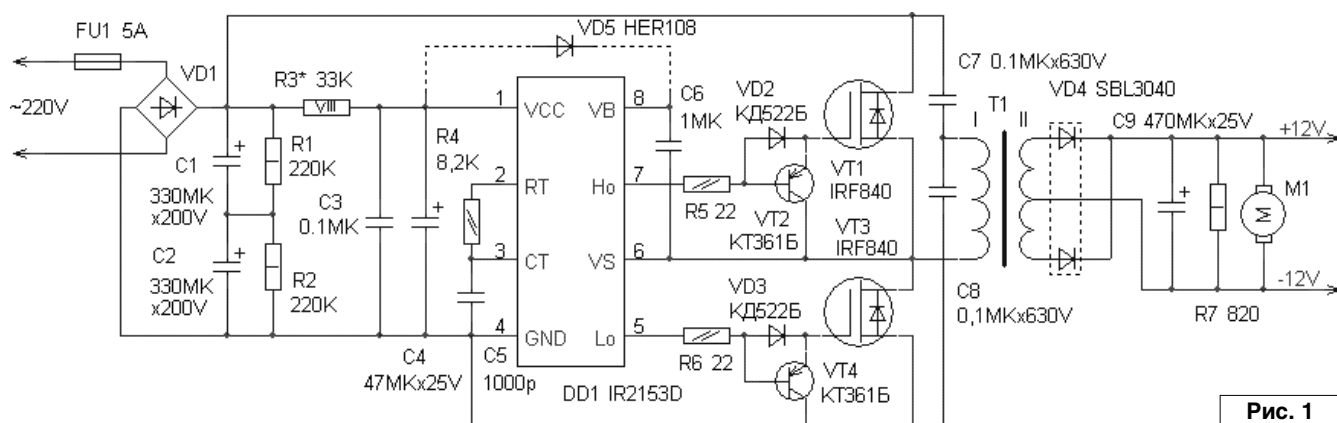 FU1 5A
VD1
~220V
R3* 33K
VIII
C1
330MK
x200V
R1
220K
C2
330MK
x200V
R2
220K
C3
0.1MK
R4
8,2K
C4
47MKx25V
C5
1000p
VD5 HER108
1
VCC
VB
8
2
RT
Ho
7
3
CT
VS
6
4
GND
Lo
5
DD1 IR2153D
C6
1MK
VD2
КД522Б
R5 22
VT2
КТ361Б
VT1
IRF840
VT3
IRF840
VD3
КД522Б
R6 22
VT4
КТ361Б
C7 0.1MKx630V
T1
I
II
VD4 SBL3040
C9 470MKx25V
C8
0,1MKx630V
+12V
M1
M
-12V
R7 820
Рис. 1